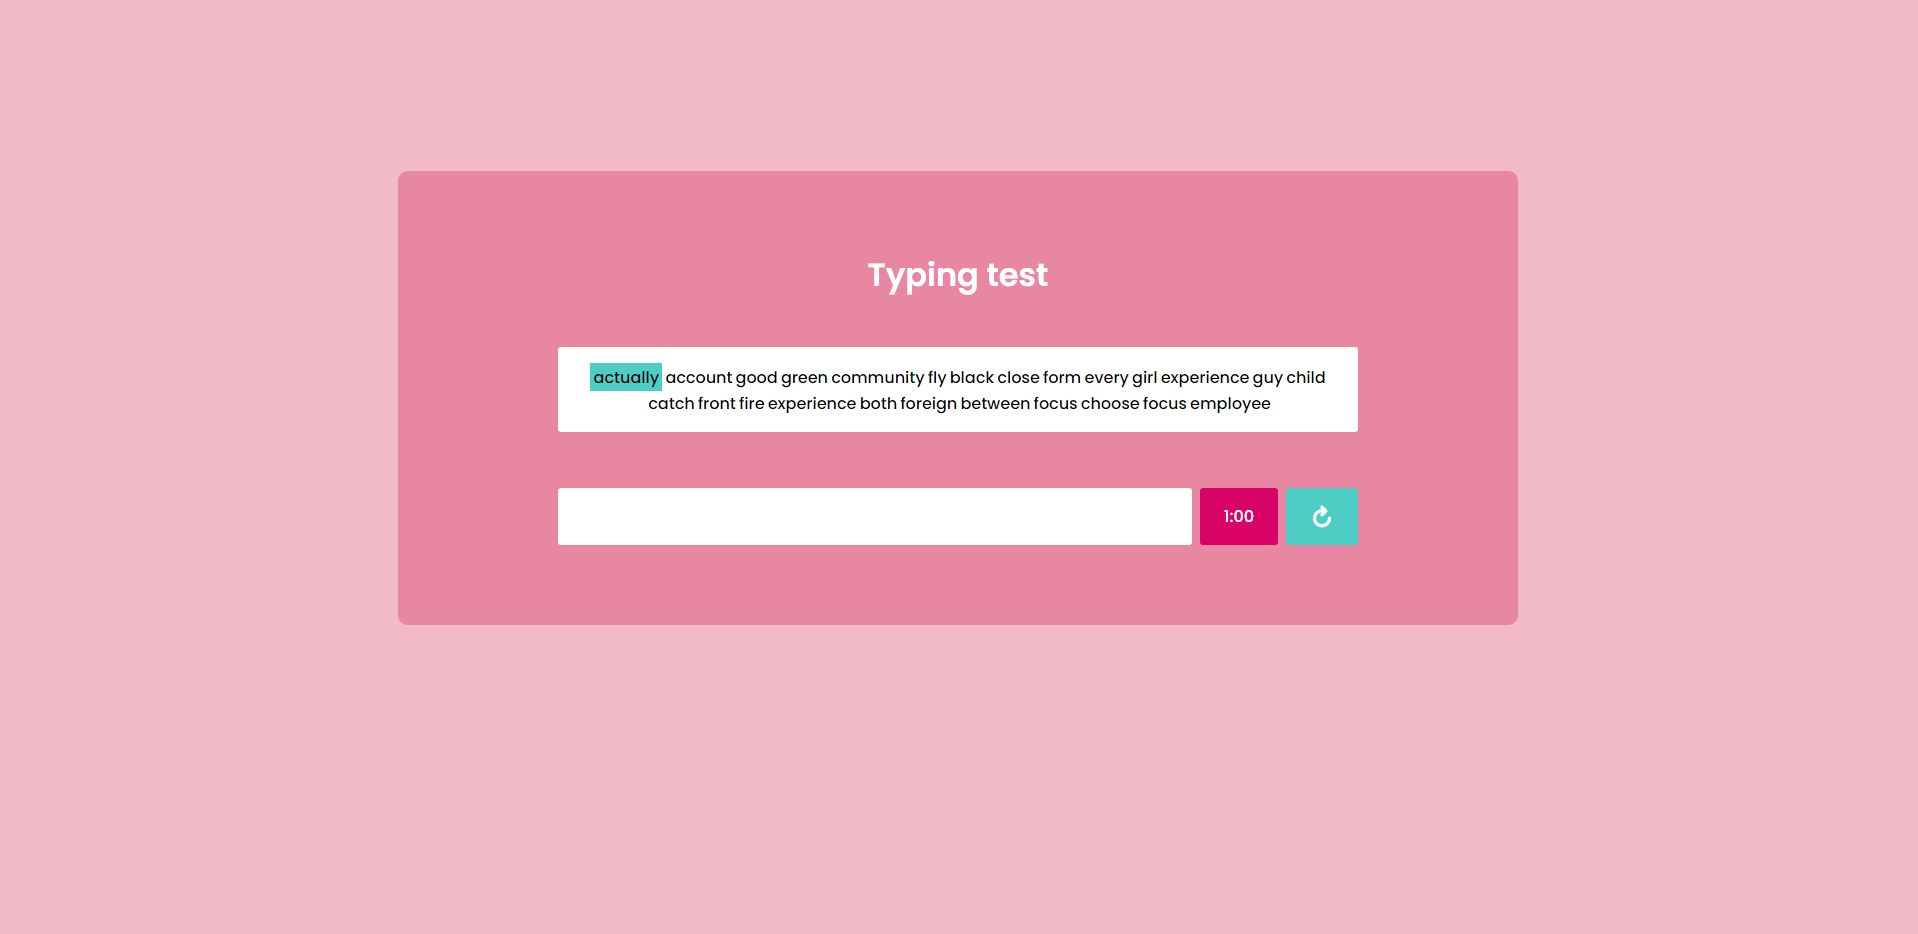 Typing test
actually account good green community fly black close form every girl experience guy child
catch front fire experience both foreign between focus choose focus employee
1:00